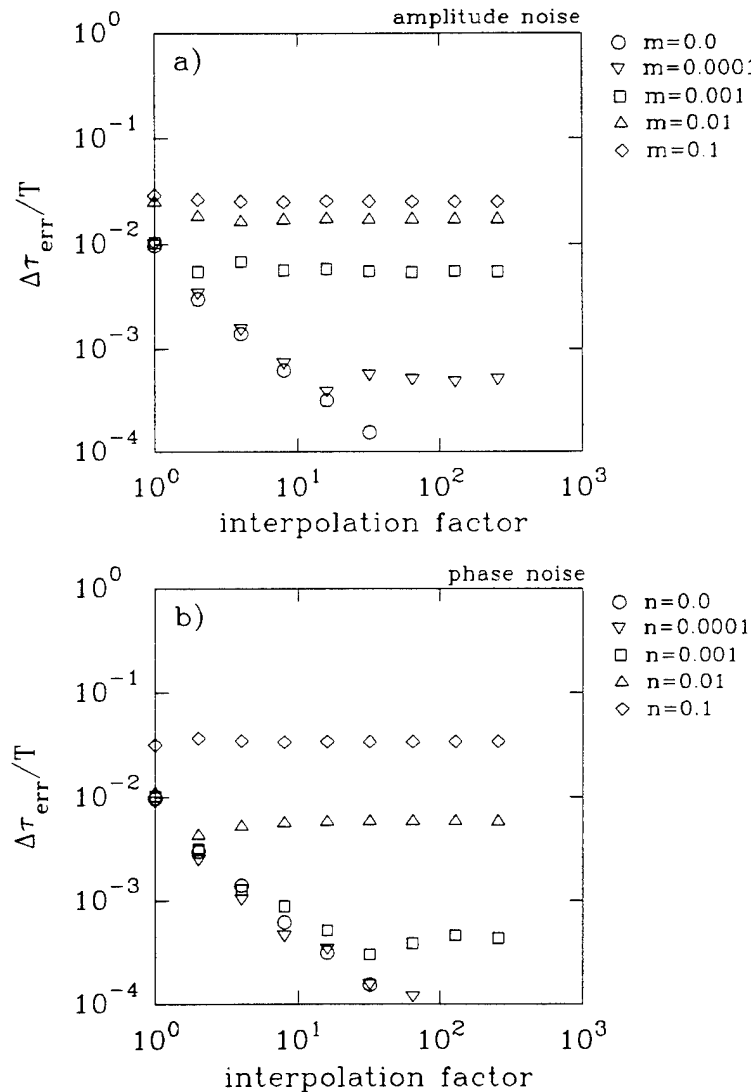 amplitude noise
a)
10^0
10^-1
10^-2
10^-3
10^-4
Δτ_err/T
10^0 10^1 10^2 10^3
interpolation factor
○ m=0.0
▽ m=0.0001
□ m=0.001
△ m=0.01
◇ m=0.1
phase noise
b)
10^0
10^-1
10^-2
10^-3
10^-4
Δτ_err/T
10^0 10^1 10^2 10^3
interpolation factor
○ n=0.0
▽ n=0.0001
□ n=0.001
△ n=0.01
◇ n=0.1